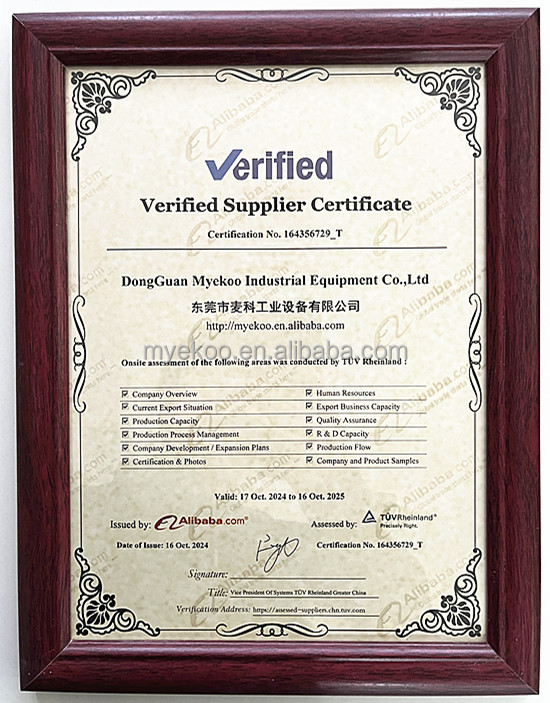 Verified
Verified Supplier Certificate
Certification No. 164356729_T
DongGuan Myekoo Industrial Equipment Co.,Ltd
东莞市麦科工业设备有限公司
http://myekoo.en.alibaba.com
myekoo.en.alibaba.com
Onsite assessment of the following areas was conducted by TÜV Rheinland :
Company Overview Human Resources
Current Export Situation Export Business Capacity
Production Capacity Quality Assurance
Production Process Management R & D Capacity
Company Development / Expansion Plans Production Flow
Certification & Photos Company and Product Samples
Valid: 17 Oct. 2024 to 16 Oct. 2025
Issued by: Alibaba.com® Assessed by: TÜVRheinland®
Precisely Right.
Date of Issue: 16 Oct. 2024 Certification No. 164356729_T
Signature:
Title: Vice President Of Systems TÜV Rheinland Greater China
Verification Address: https://assessed-suppliers.chn.tuv.com